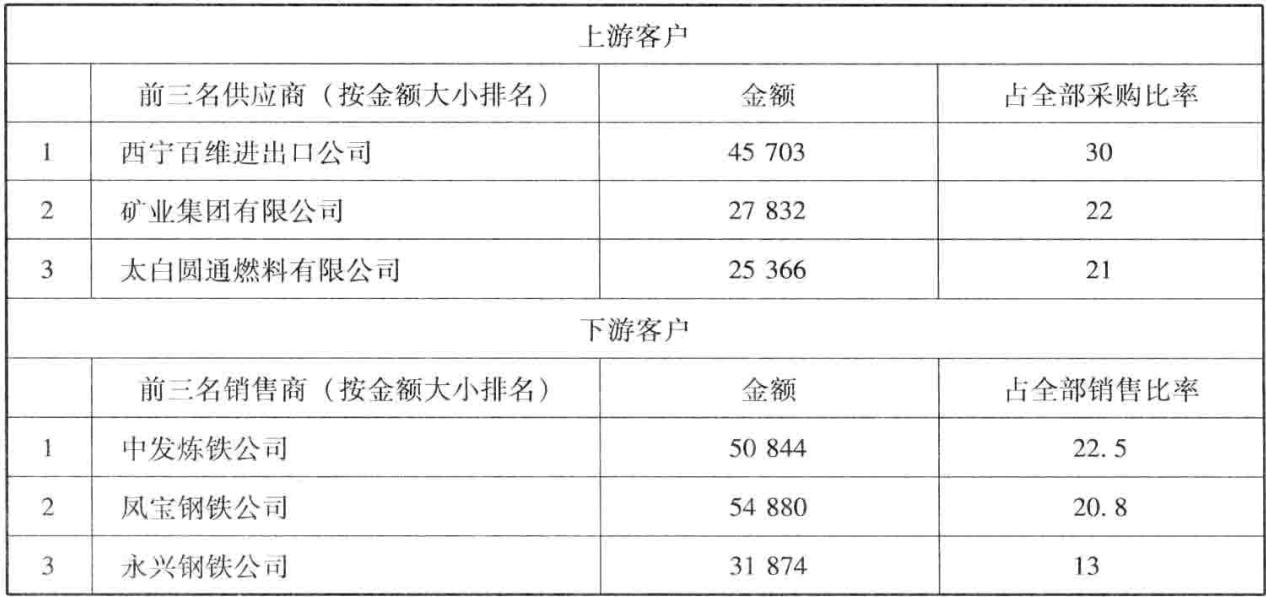 上游客户
前三名供应商（按金额大小排名） 金额 占全部采购比率
1 西宁百维进出口公司 45 703 30
2 矿业集团有限公司 27 832 22
3 太白圆通燃料有限公司 25 366 21
下游客户
前三名销售商（按金额大小排名） 金额 占全部销售比率
1 中发炼铁公司 50 844 22.5
2 凤宝钢铁公司 54 880 20.8
3 永兴钢铁公司 31 874 13